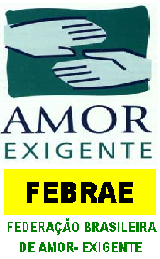 AMOR
EXIGENTE
FEBRAE
FEDERAÇÃO BRASILEIRA
DE AMOR- EXIGENTE